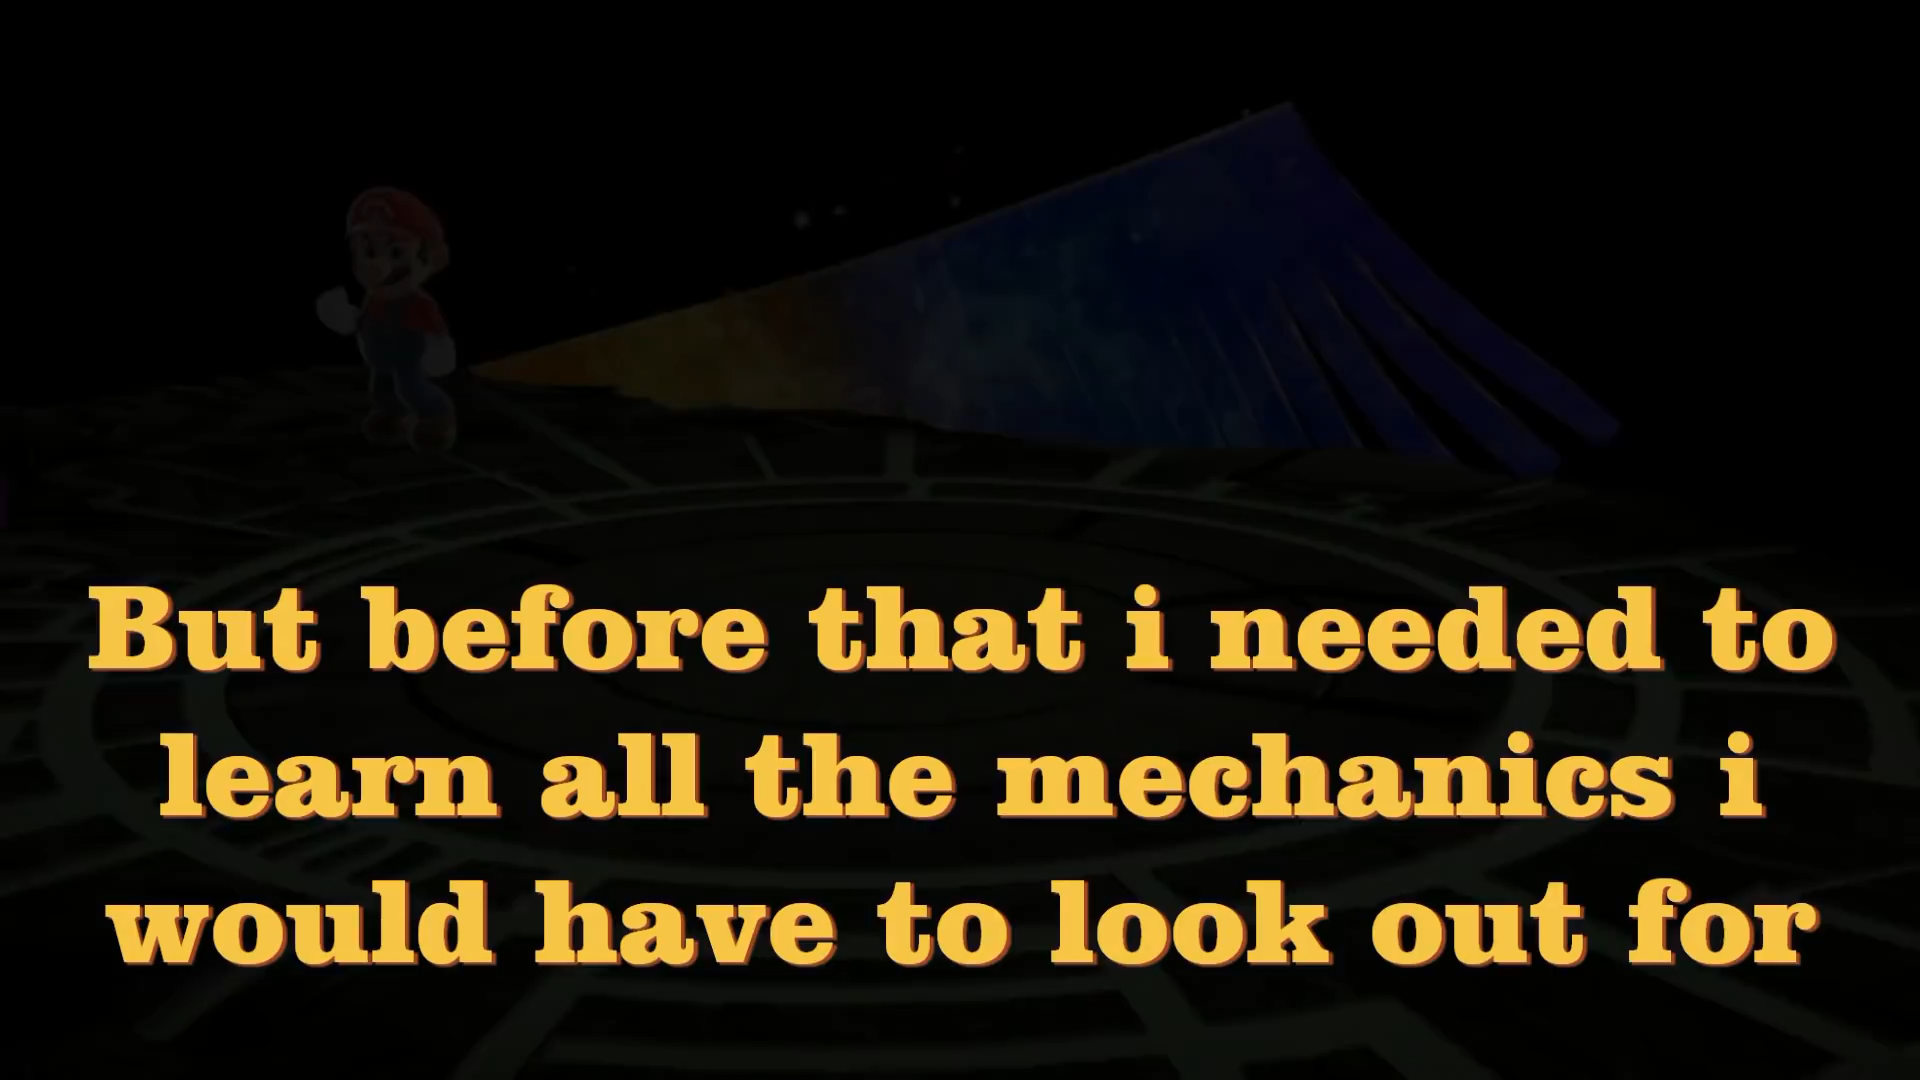 But before that i needed to
learn all the mechanics i
would have to look out for